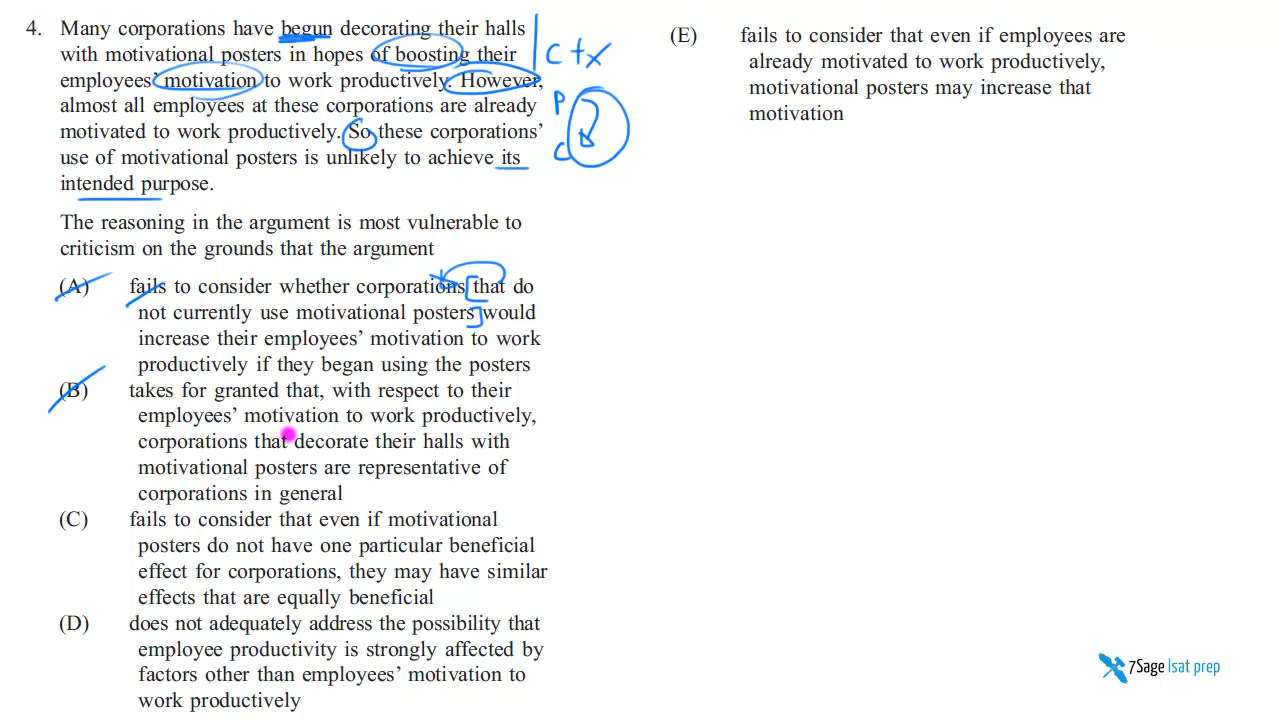 4. Many corporations have begun decorating their halls
with motivational posters in hopes of boosting their
employees' motivation to work productively. However,
almost all employees at these corporations are already
motivated to work productively. So these corporations'
use of motivational posters is unlikely to achieve its
intended purpose.
ctx
P
C
The reasoning in the argument is most vulnerable to
criticism on the grounds that the argument
(A) fails to consider whether corporations that do
not currently use motivational posters would
increase their employees' motivation to work
productively if they began using the posters
(B) takes for granted that, with respect to their
employees' motivation to work productively,
corporations that decorate their halls with
motivational posters are representative of
corporations in general
(C) fails to consider that even if motivational
posters do not have one particular beneficial
effect for corporations, they may have similar
effects that are equally beneficial
(D) does not adequately address the possibility that
employee productivity is strongly affected by
factors other than employees' motivation to
work productively
(E) fails to consider that even if employees are
already motivated to work productively,
motivational posters may increase that
motivation
7Sage lsat prep